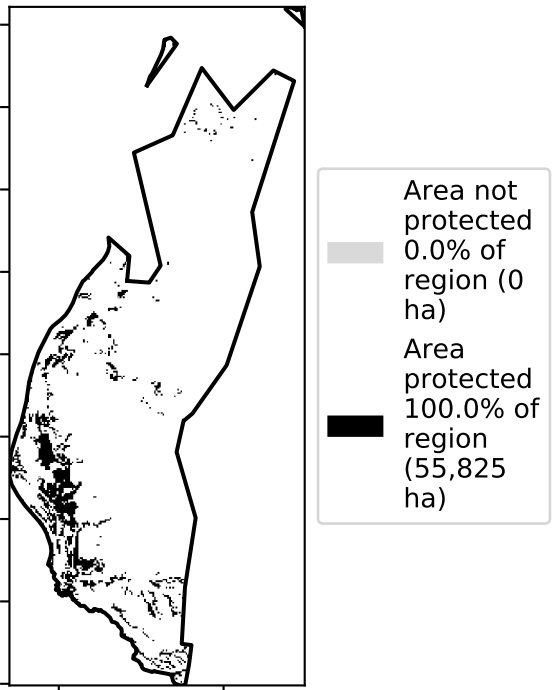 Area not
protected
0.0% of
region (0
ha)
Area
protected
100.0% of
region
(55,825
ha)